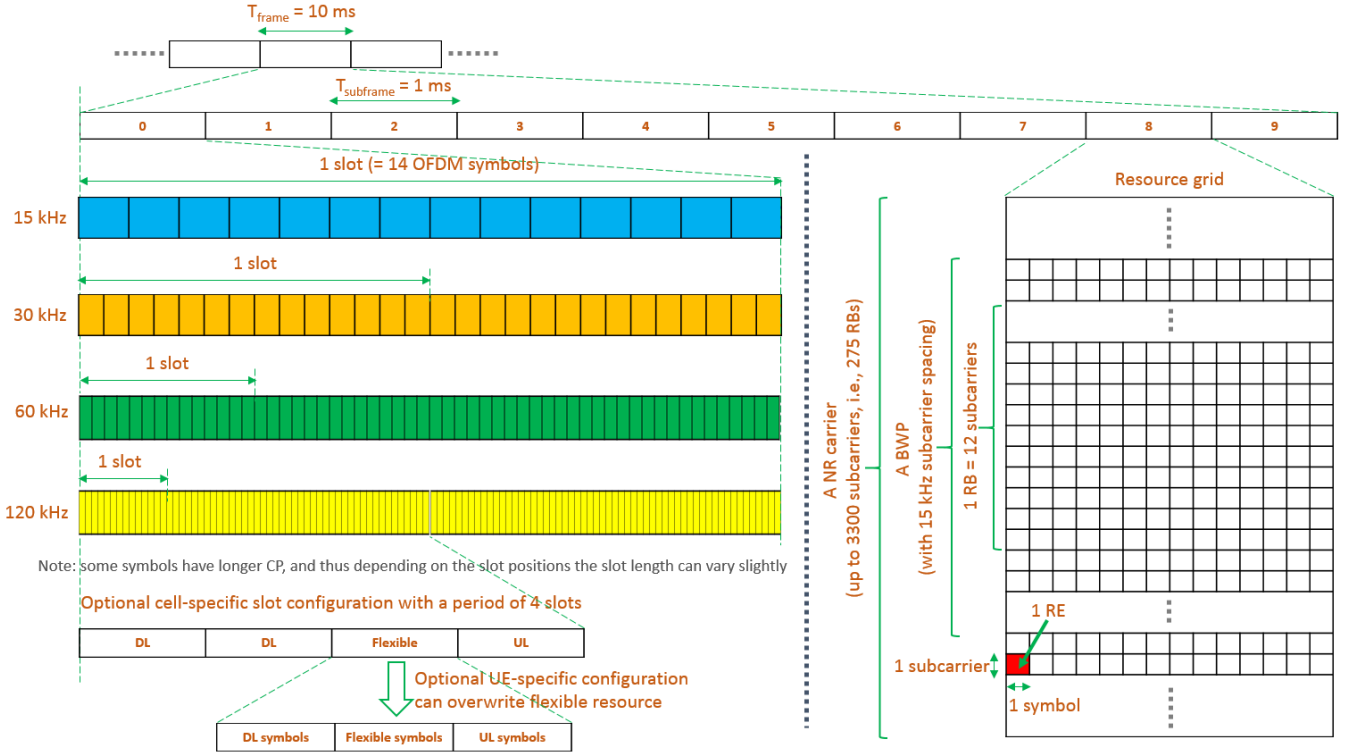 Tframe = 10 ms
Tsubframe = 1 ms
0 1 2 3 4 5 6 7 8 9
1 slot (= 14 OFDM symbols)
15 kHz
1 slot
30 kHz
1 slot
60 kHz
1 slot
120 kHz
Note: some symbols have longer CP, and thus depending on the slot positions the slot length can vary slightly
Optional cell-specific slot configuration with a period of 4 slots
DL DL Flexible UL
Optional UE-specific configuration
can overwrite flexible resource
DL symbols Flexible symbols UL symbols
A NR carrier
(up to 3300 subcarriers, i.e., 275 RBs)
A BWP
(with 15 kHz subcarrier spacing)
1 RB = 12 subcarriers
Resource grid
1 RE
1 subcarrier
1 symbol